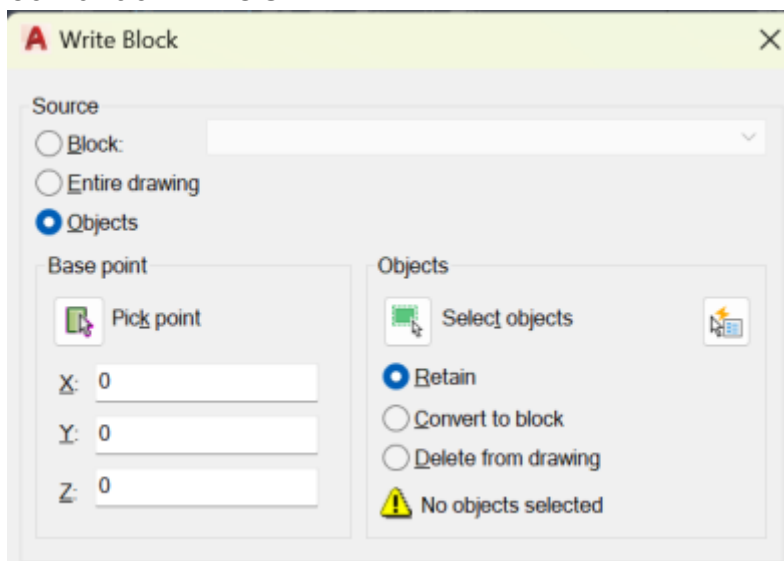 Write Block
Source
Block:
Entire drawing
Objects
Base point
Pick point
X: 0
Y: 0
Z: 0
Objects
Select objects
Retain
Convert to block
Delete from drawing
No objects selected